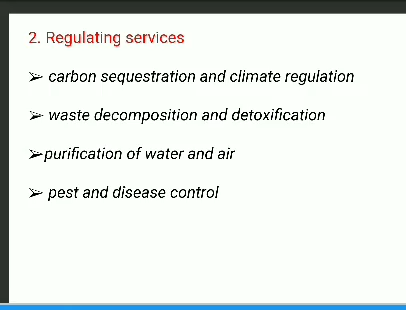 2. Regulating services
➢ carbon sequestration and climate regulation
➢ waste decomposition and detoxification
➢purification of water and air
➢ pest and disease control